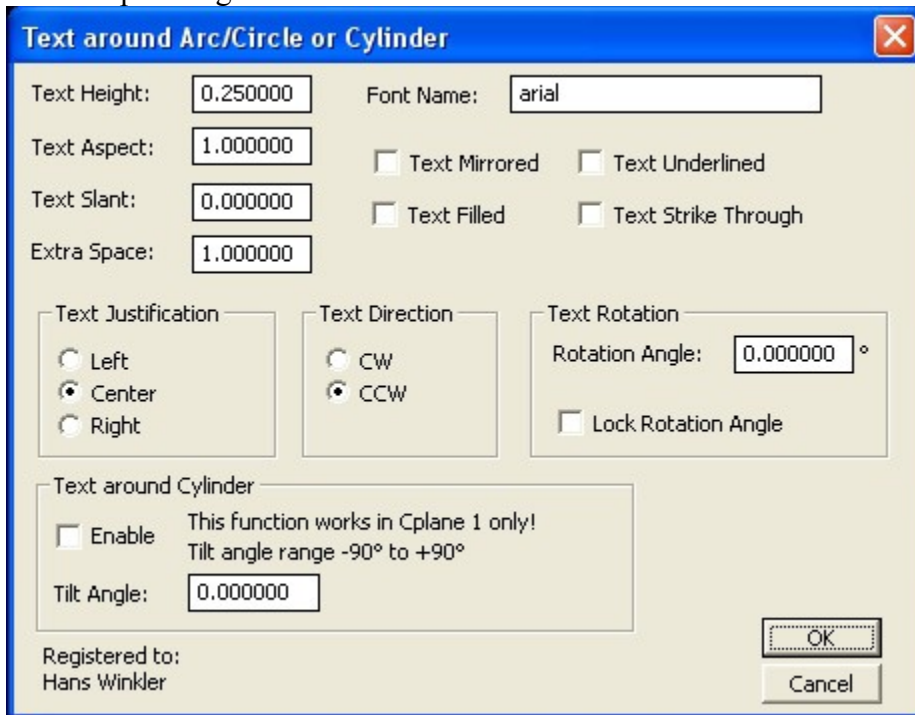 Text around Arc/Circle or Cylinder
Text Height: 0.250000 Font Name: arial
Text Aspect: 1.000000
Text Mirrored Text Underlined
Text Slant: 0.000000
Text Filled Text Strike Through
Extra Space: 1.000000
Text Justification
Left
Center
Right
Text Direction
CW
CCW
Text Rotation
Rotation Angle: 0.000000 °
Lock Rotation Angle
Text around Cylinder
Enable
This function works in Cplane 1 only!
Tilt angle range -90° to +90°
Tilt Angle: 0.000000
Registered to:
Hans Winkler
OK
Cancel